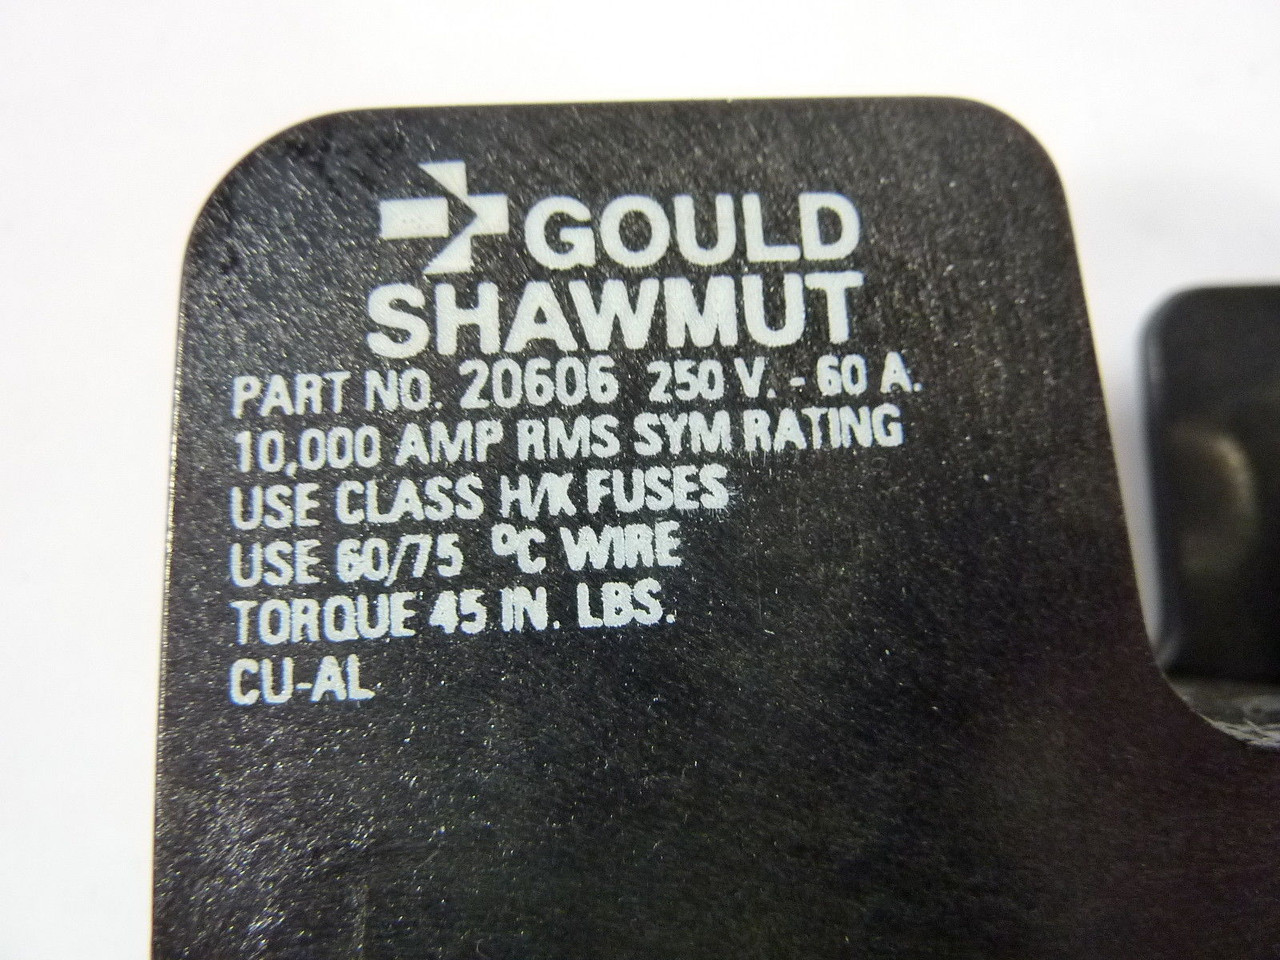 GOULD
SHAWMUT
PART NO. 20606 250 V. - 60 A.
10,000 AMP RMS SYM RATING
USE CLASS H/K FUSES
USE 60/75 °C WIRE
TORQUE 45 IN. LBS.
CU-AL